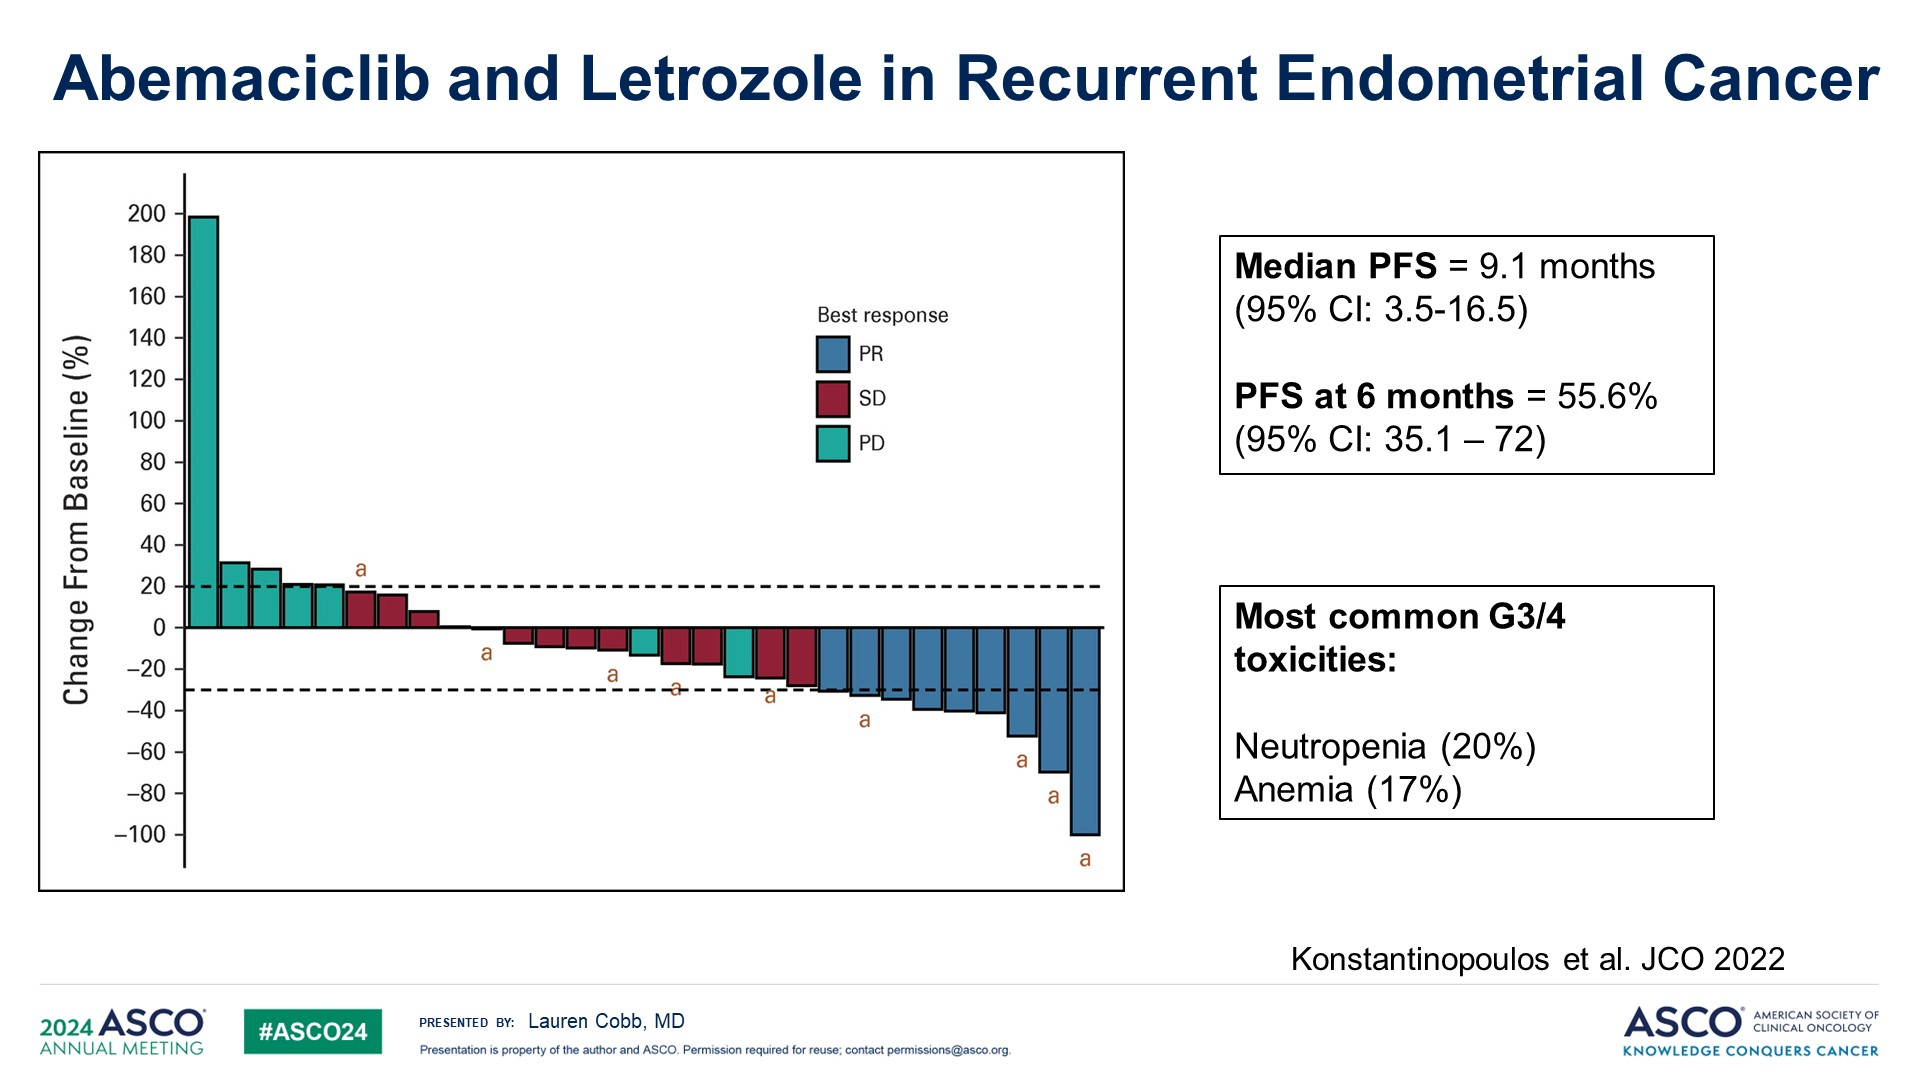 Abemaciclib and Letrozole in Recurrent Endometrial Cancer
Change From Baseline (%)
200
180
160
140
120
100
80
60
40
20
0
–20
–40
–60
–80
–100
Best response
PR
SD
PD
a
a
a
a
a
a
a
a
a
Median PFS = 9.1 months
(95% CI: 3.5-16.5)
PFS at 6 months = 55.6%
(95% CI: 35.1 – 72)
Most common G3/4
toxicities:
Neutropenia (20%)
Anemia (17%)
Konstantinopoulos et al. JCO 2022
2024 ASCO®
ANNUAL MEETING
#ASCO24
PRESENTED BY: Lauren Cobb, MD
Presentation is property of the author and ASCO. Permission required for reuse; contact permissions@asco.org.
ASCO® AMERICAN SOCIETY OF
CLINICAL ONCOLOGY
KNOWLEDGE CONQUERS CANCER